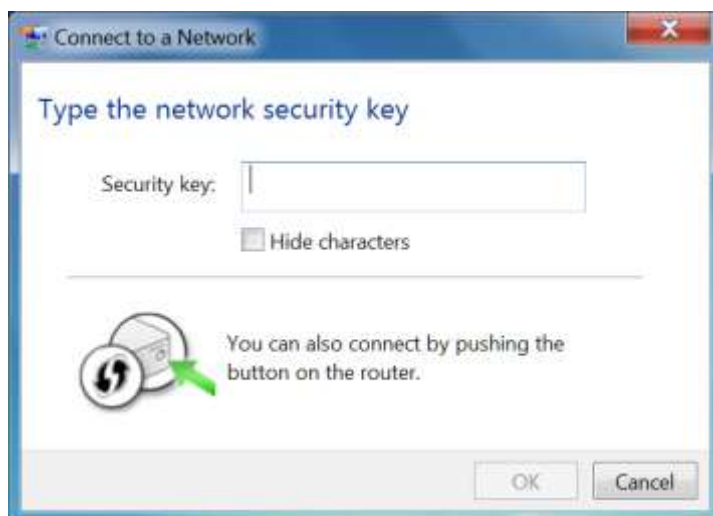 Connect to a Network
Type the network security key
Security key:
Hide characters
You can also connect by pushing the
button on the router.
OK
Cancel